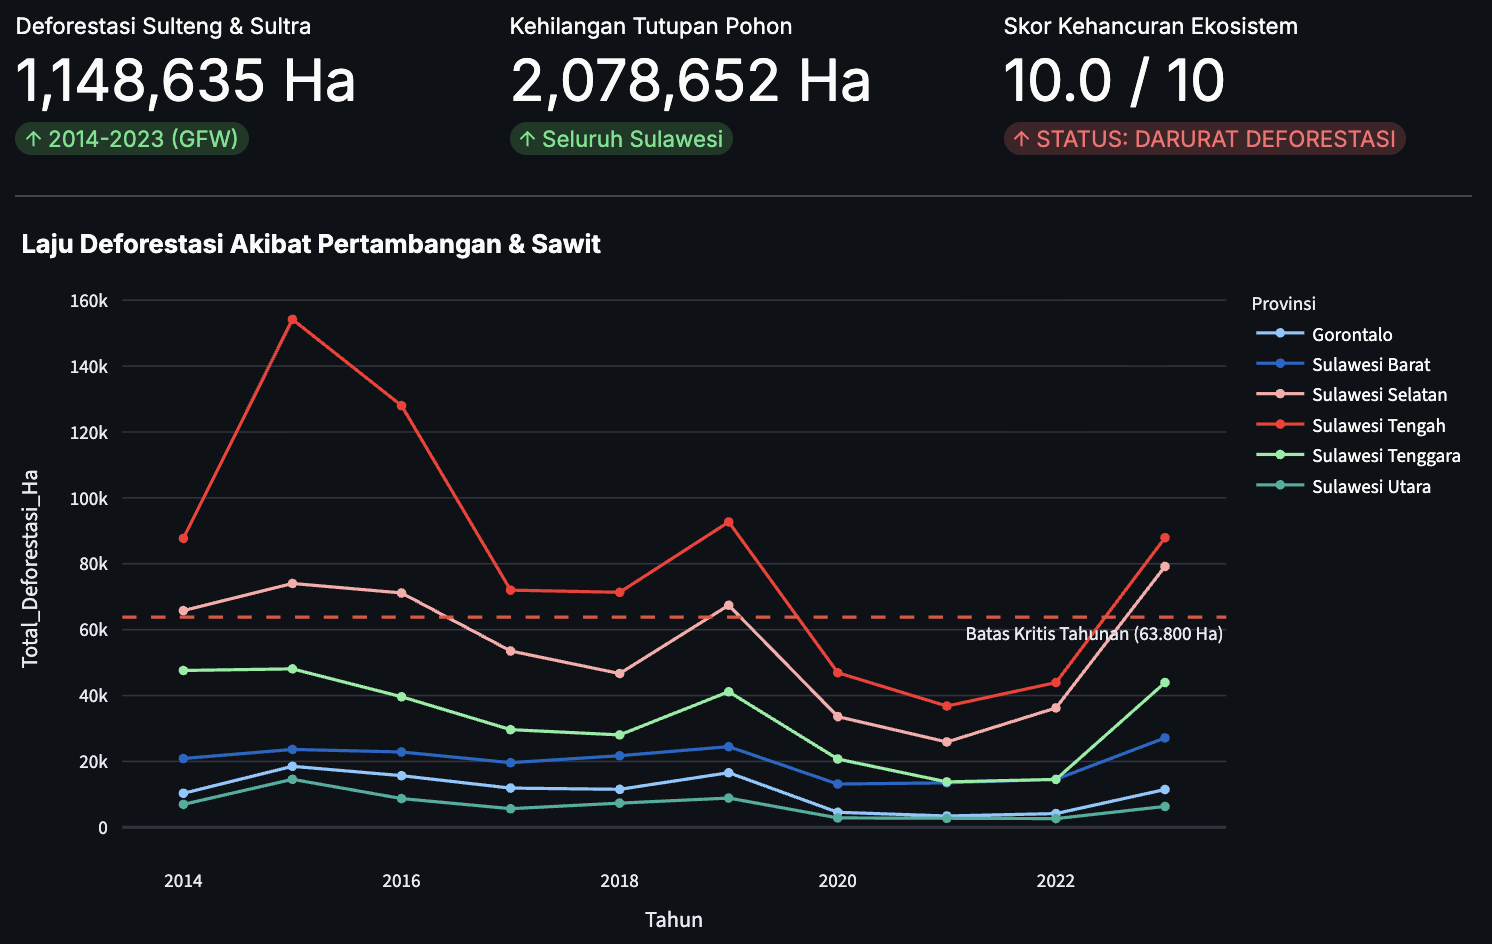 Deforestasi Sulteng & Sultra
1,148,635 Ha
↑ 2014-2023 (GFW)
Kehilangan Tutupan Pohon
2,078,652 Ha
↑ Seluruh Sulawesi
Skor Kehancuran Ekosistem
10.0 / 10
↑ STATUS: DARURAT DEFORESTASI
Laju Deforestasi Akibat Pertambangan & Sawit
Total_Deforestasi_Ha
160k
140k
120k
100k
80k
60k
40k
20k
0
Batas Kritis Tahunan (63.800 Ha)
2014
2016
2018
2020
2022
Tahun
Provinsi
Gorontalo
Sulawesi Barat
Sulawesi Selatan
Sulawesi Tengah
Sulawesi Tenggara
Sulawesi Utara